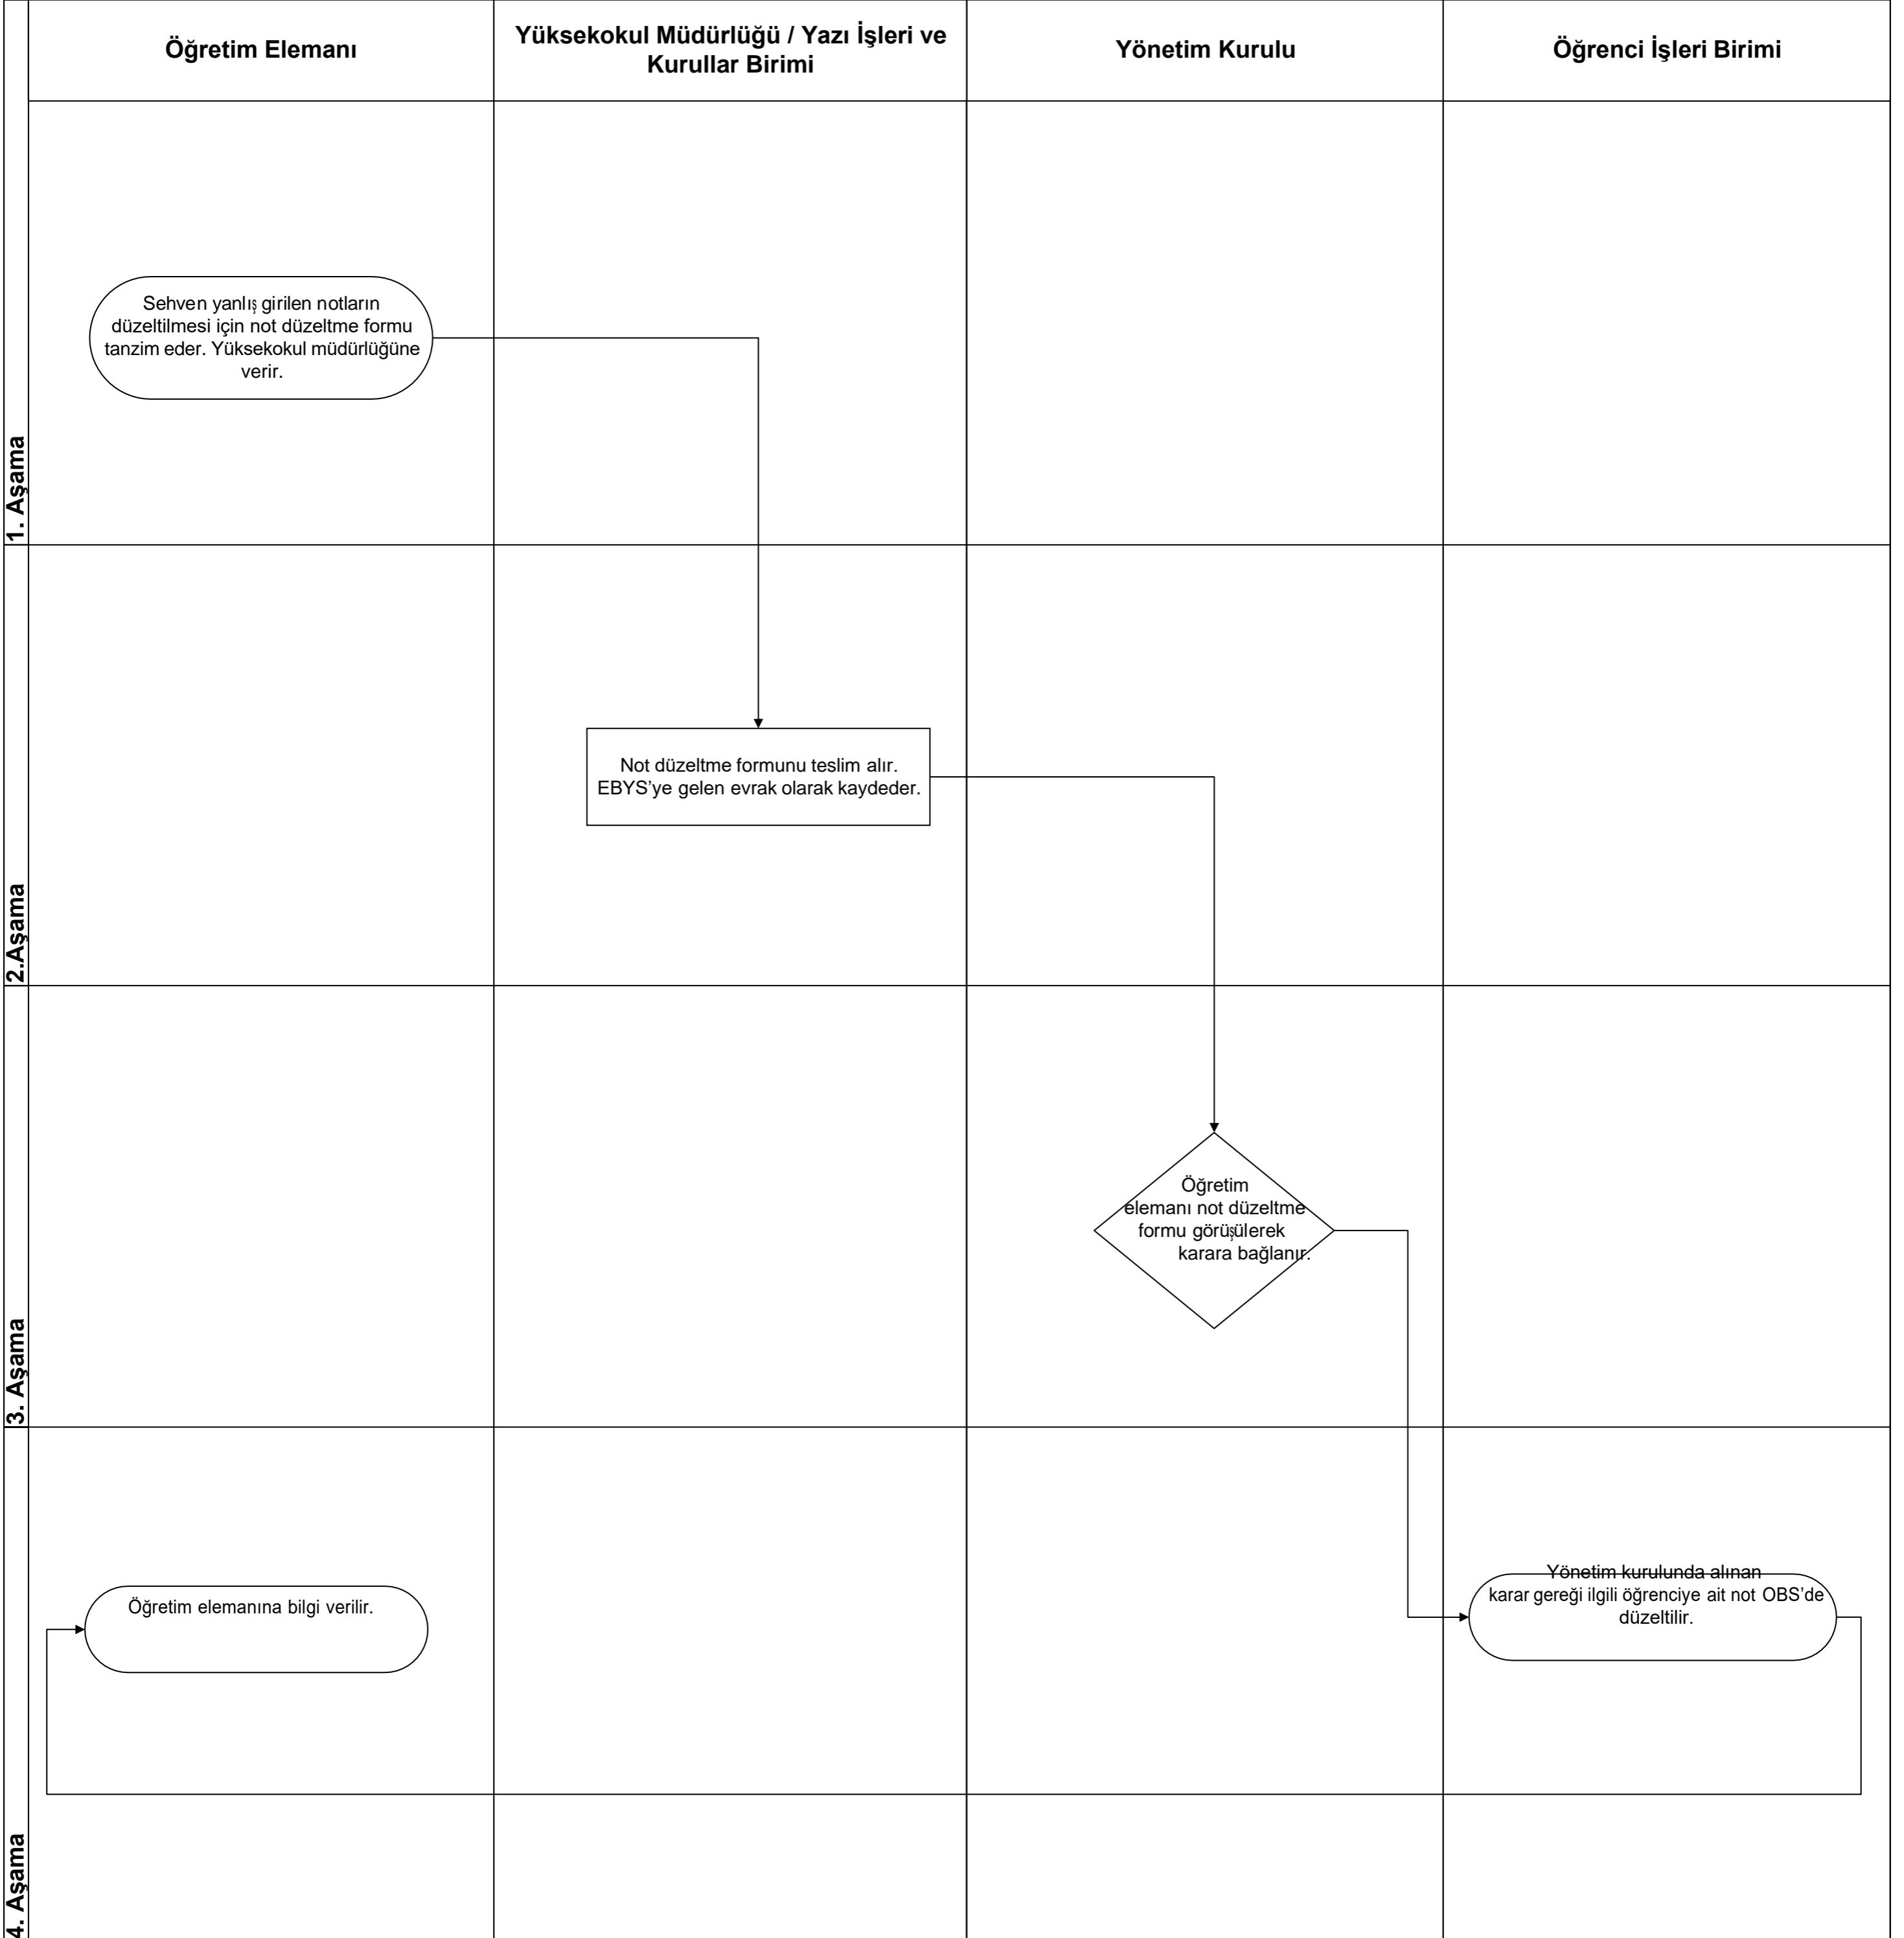 Öğretim Elemanı
Yüksekokul Müdürlüğü / Yazı İşleri ve
Kurullar Birimi
Yönetim Kurulu
Öğrenci İşleri Birimi
1. Aşama
Sehven yanlış girilen notların
düzeltilmesi için not düzeltme formu
tanzim eder. Yüksekokul müdürlüğüne
verir.
2.Aşama
Not düzeltme formunu teslim alır.
EBYS’ye gelen evrak olarak kaydeder.
3. Aşama
Öğretim
elemanı not düzeltme
formu görüşülerek
karara bağlanır.
4. Aşama
Öğretim elemanına bilgi verilir.
Yönetim kurulunda alınan
karar gereği ilgili öğrenciye ait not OBS’de
düzeltilir.